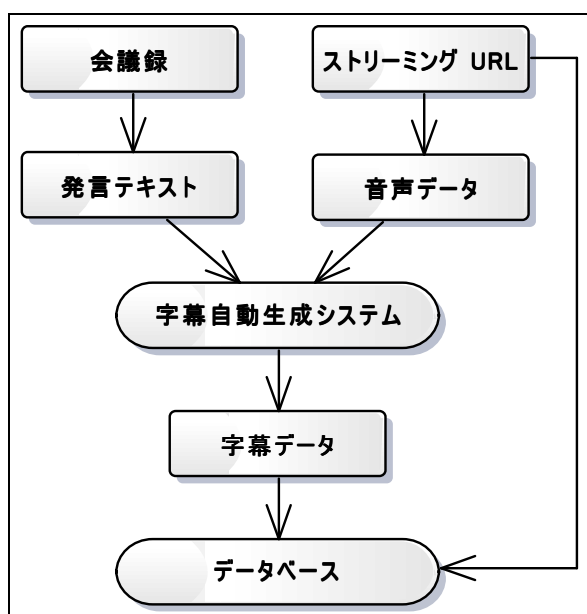 会議録
ストリーミング URL
発言テキスト
音声データ
字幕自動生成システム
字幕データ
データベース